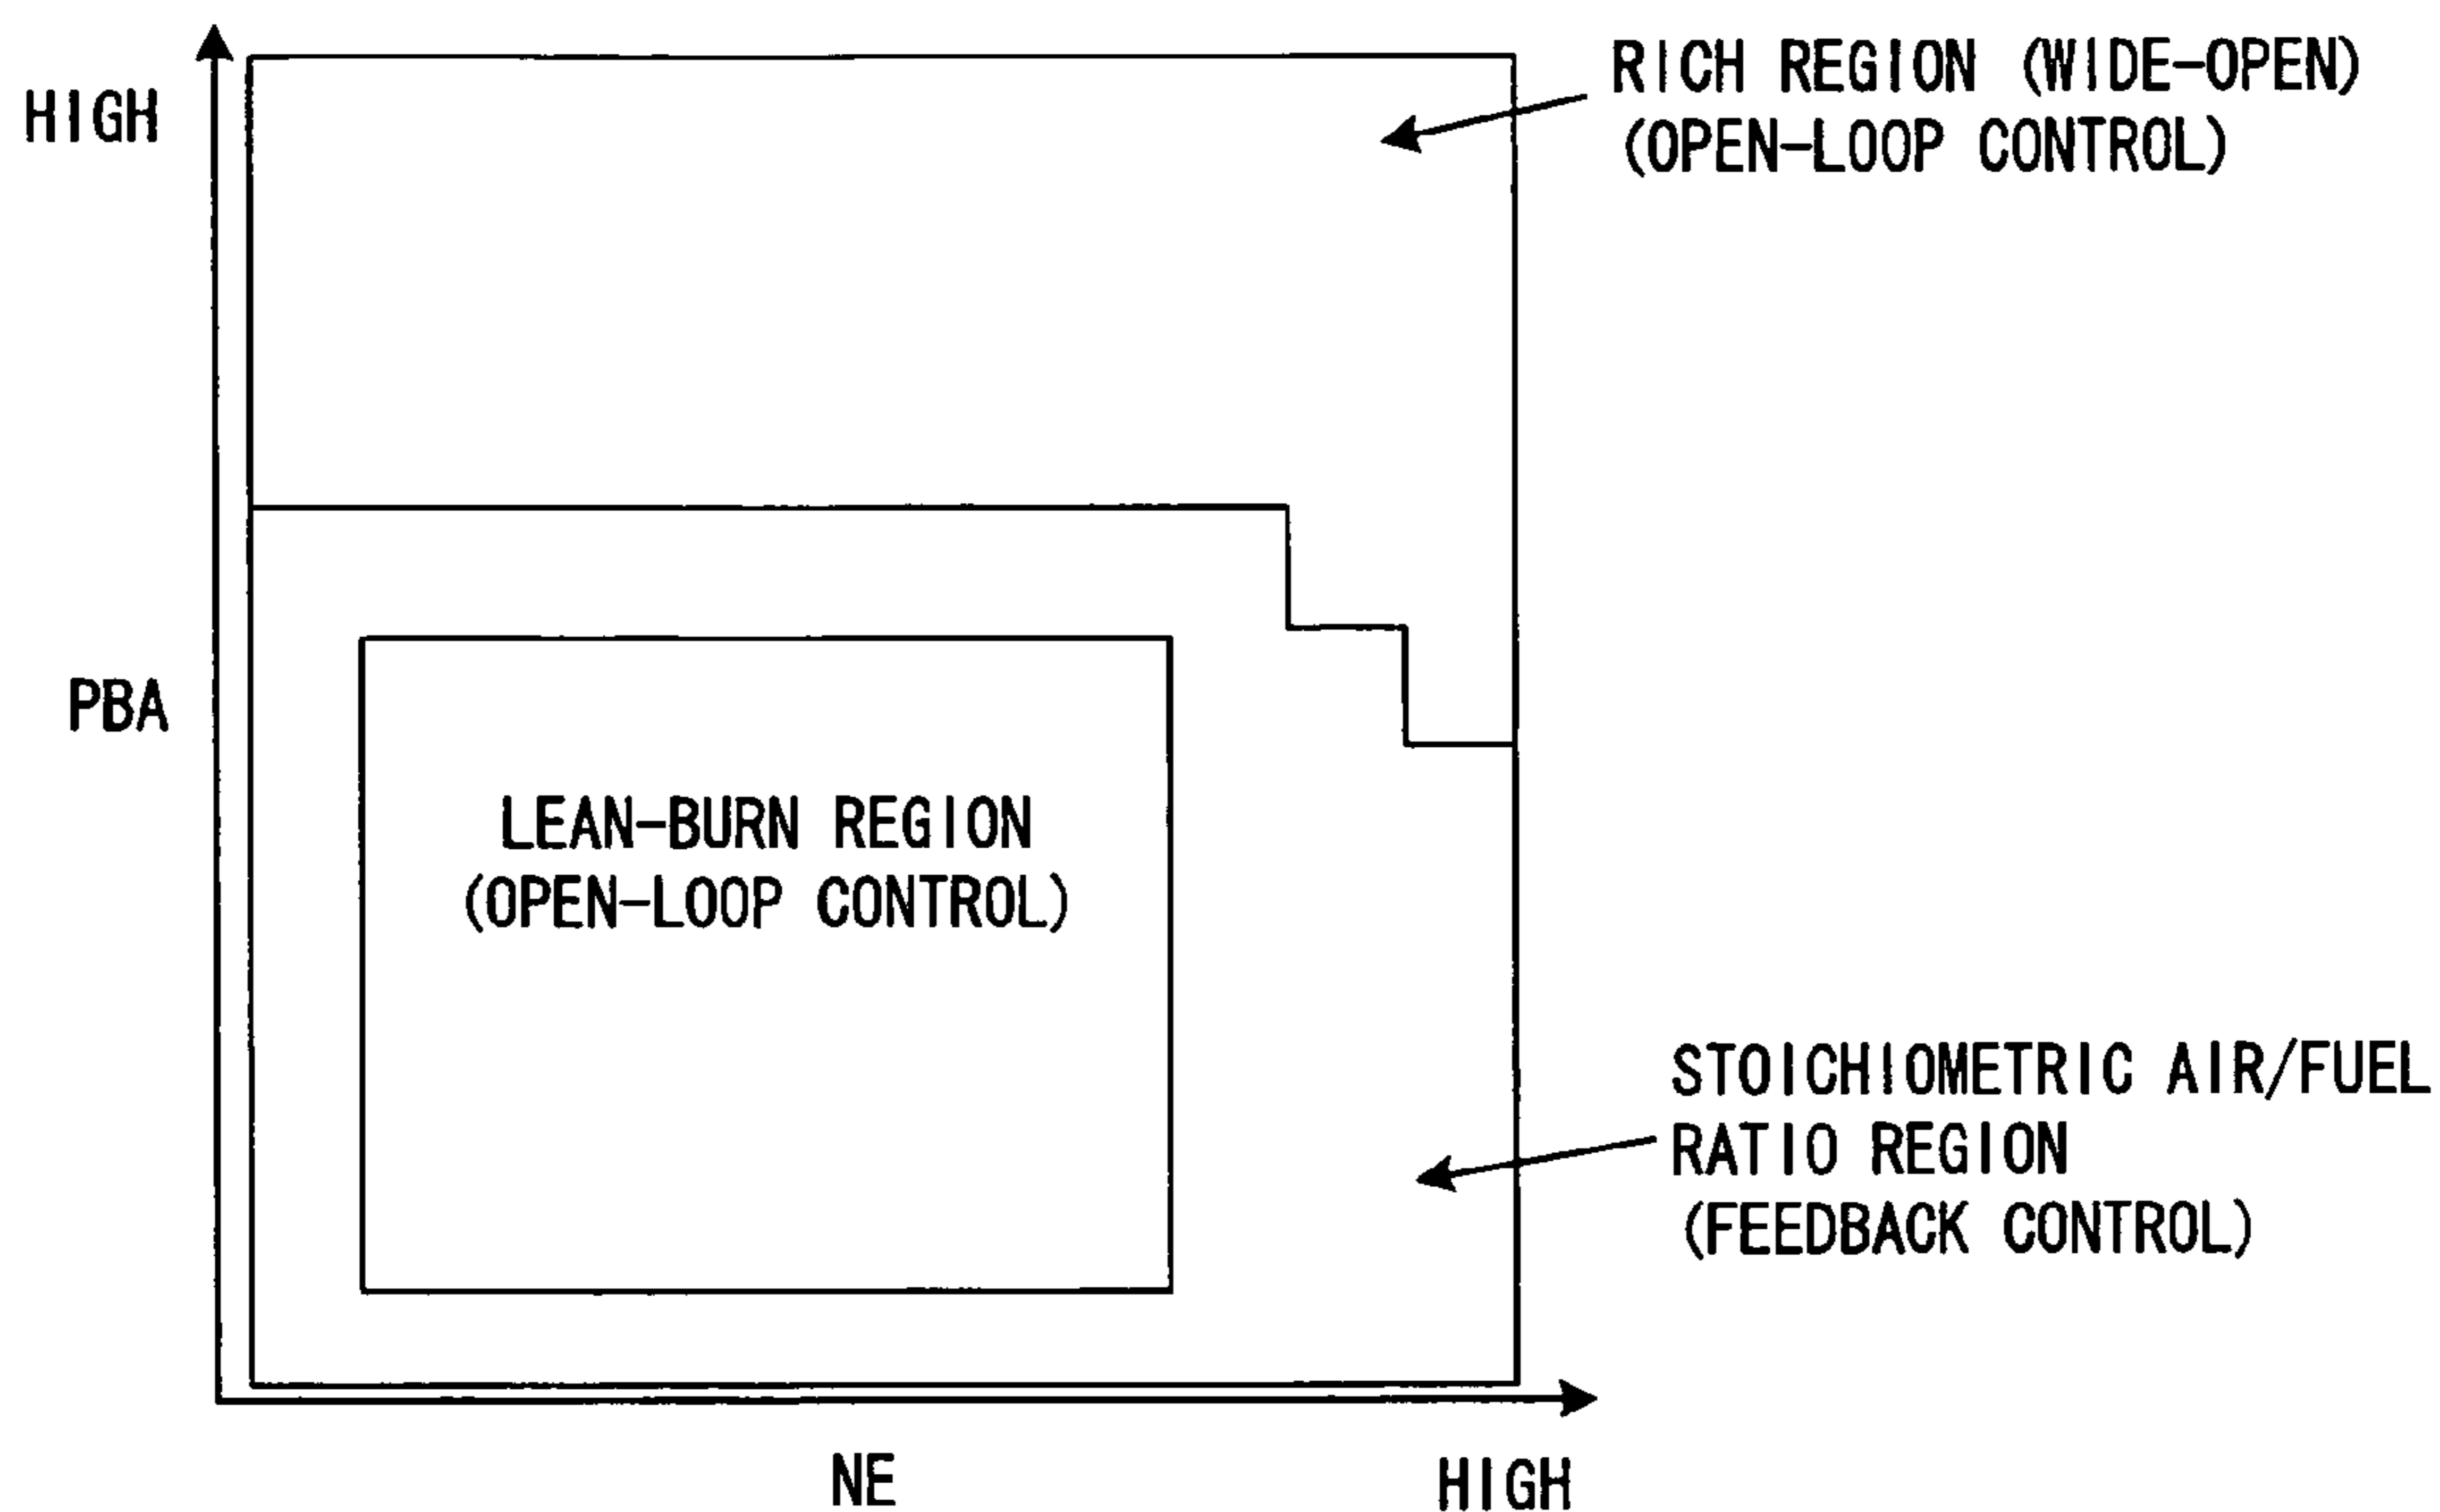 HIGH
RICH REGION (WIDE-OPEN)
(OPEN-LOOP CONTROL)
PBA
LEAN-BURN REGION
(OPEN-LOOP CONTROL)
STOICHIOMETRIC AIR/FUEL
RATIO REGION
(FEEDBACK CONTROL)
NE
HIGH